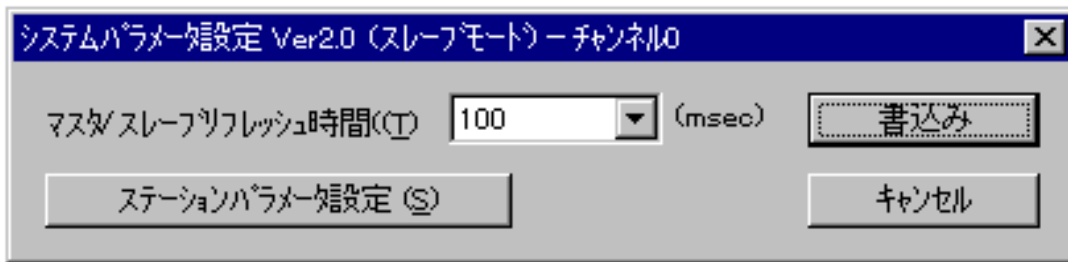 システムパラメータ設定 Ver2.0 (スレーブモード) － チャンネル0
マスタ/スレーブリフレッシュ時間((T) 100 (msec) 書込み
ステーションパラメータ設定 (S) キャンセル